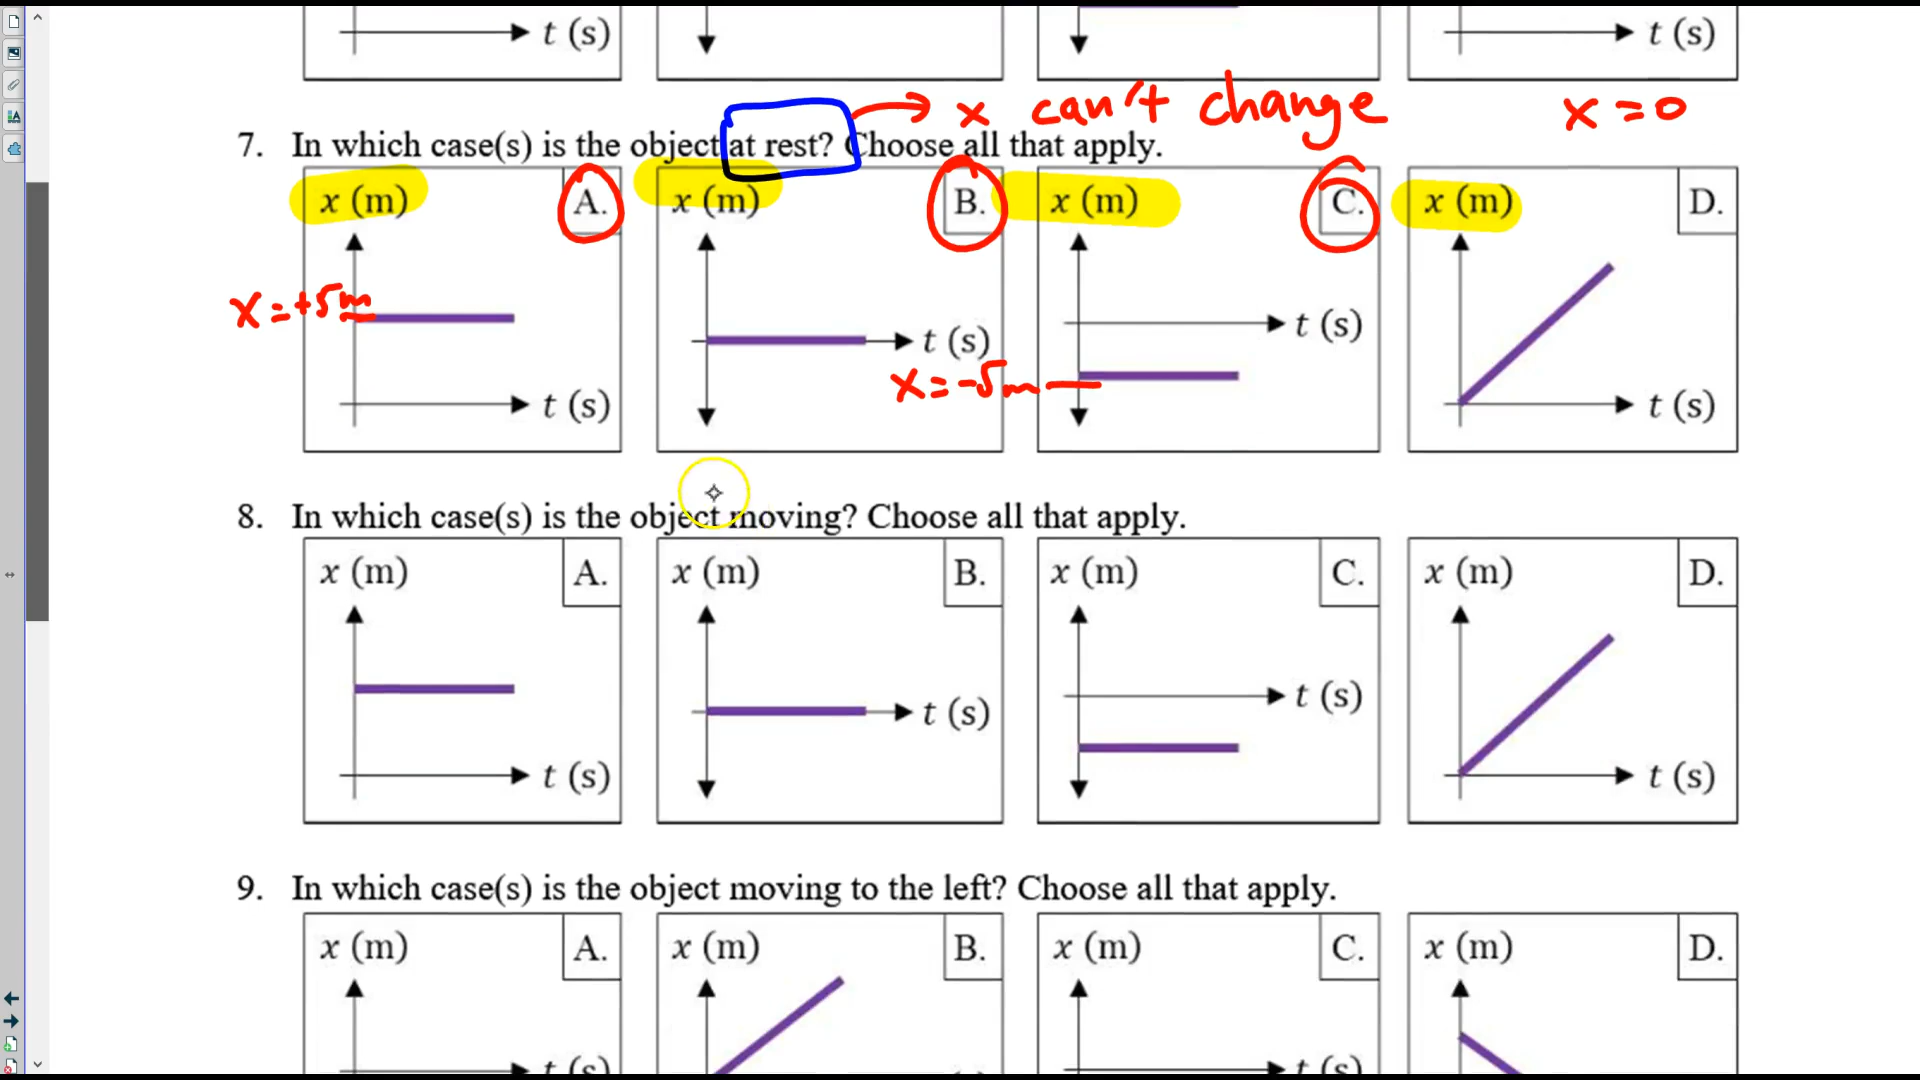 t (s) t (s)
x can't change x = 0
7. In which case(s) is the object at rest? Choose all that apply.
x (m) A. x (m) B. x (m) C. x (m) D.
x = +5m
t (s) t (s)
x = -5m
t (s) t (s)
8. In which case(s) is the object moving? Choose all that apply.
x (m) A. x (m) B. x (m) C. x (m) D.
t (s) t (s)
t (s) t (s)
9. In which case(s) is the object moving to the left? Choose all that apply.
x (m) A. x (m) B. x (m) C. x (m) D.
t (s) t (s)